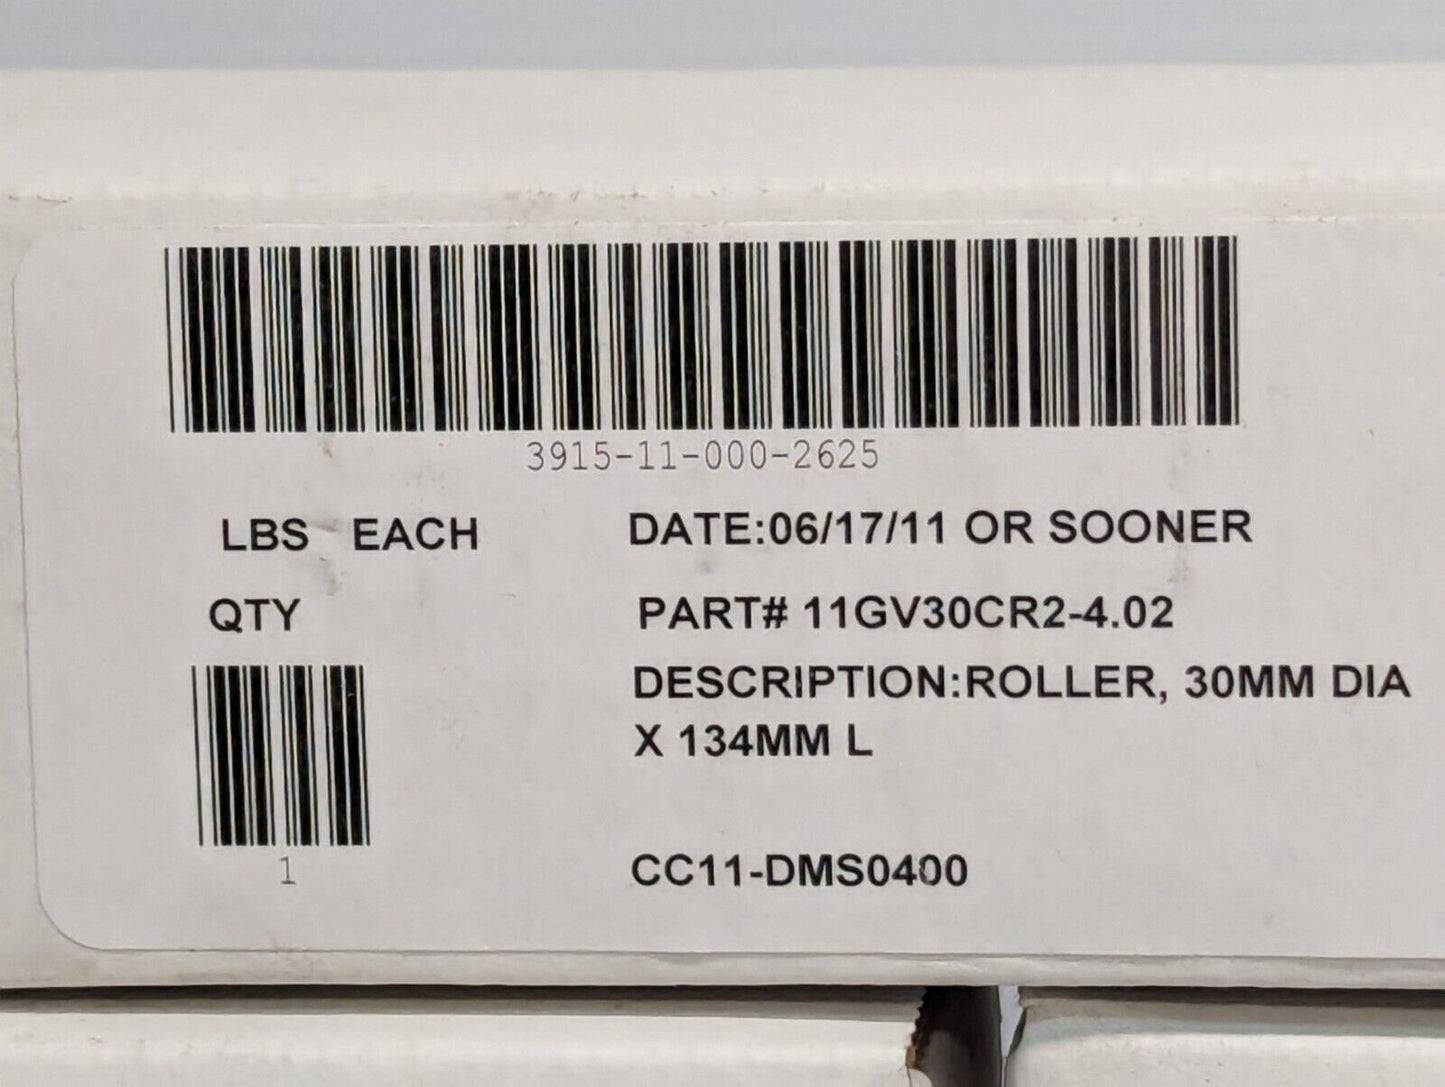 3915-11-000-2625
LBS EACH
DATE:06/17/11 OR SOONER
QTY
PART# 11GV30CR2-4.02
DESCRIPTION:ROLLER, 30MM DIA
X 134MM L
1
CC11-DMS0400